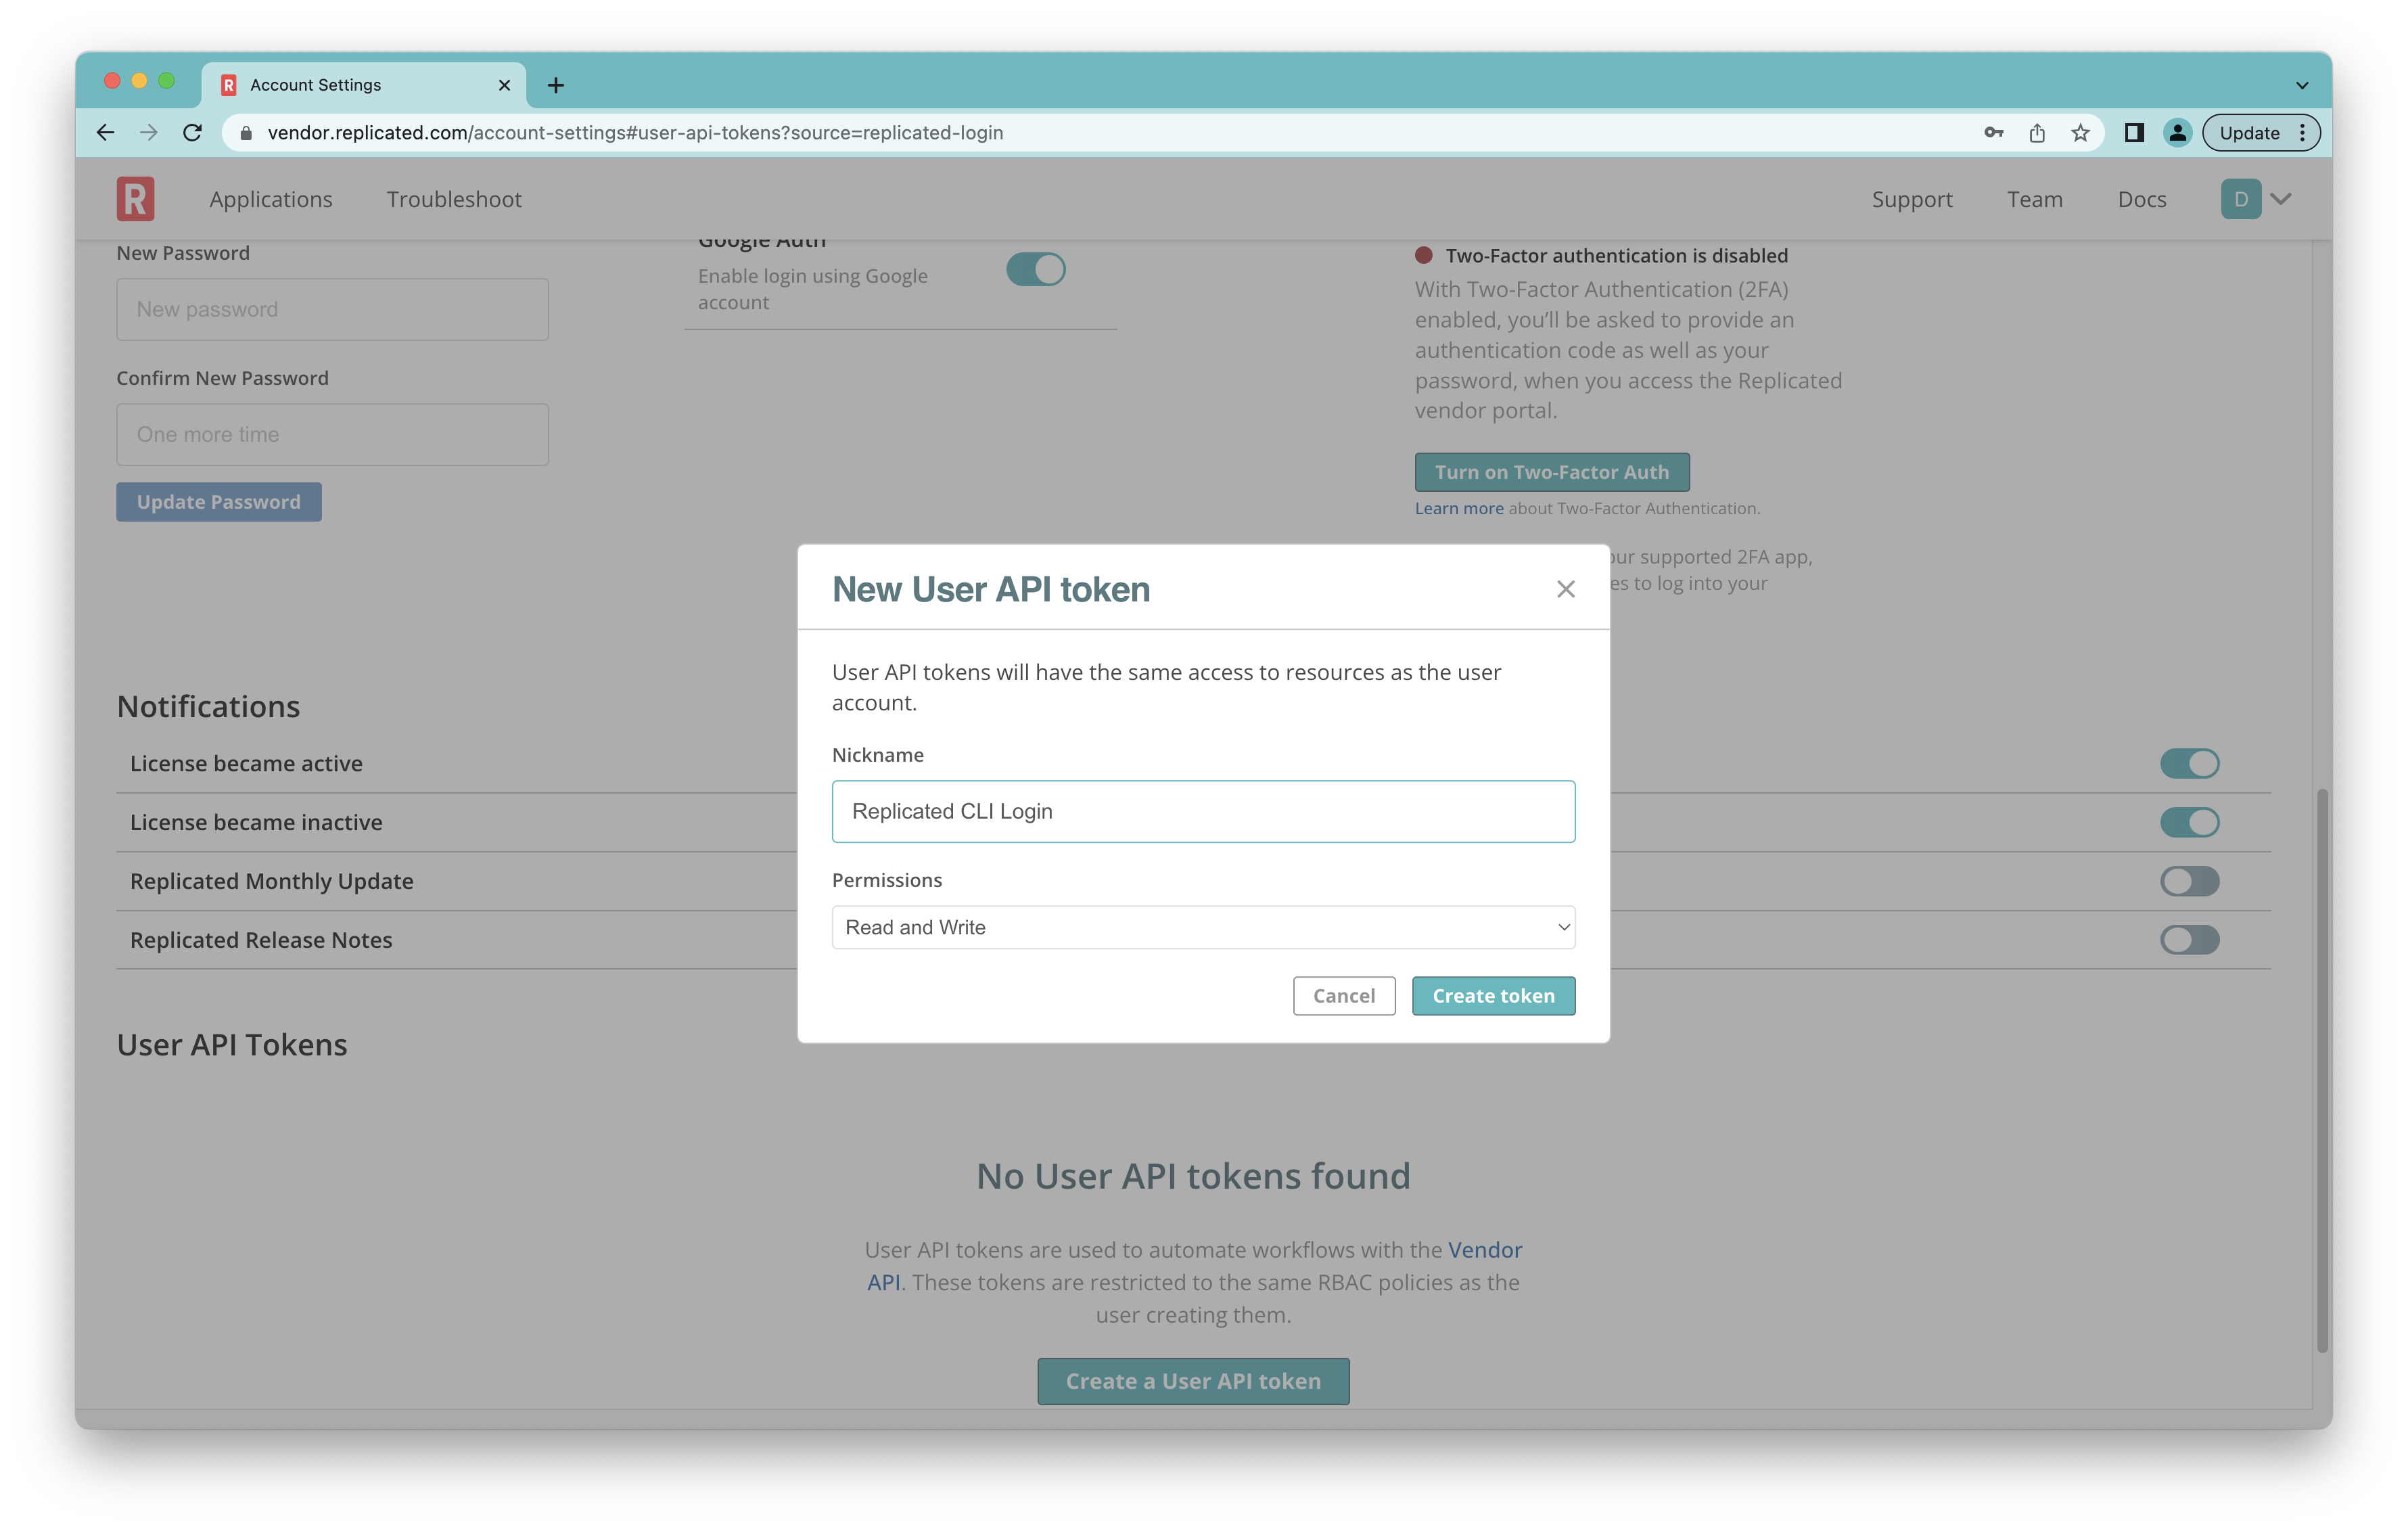 R Account Settings
vendor.replicated.com/account-settings#user-api-tokens?source=replicated-login
Update
R Applications Troubleshoot Support Team Docs D
New Password
New password
Confirm New Password
One more time
Update Password
Google Auth
Enable login using Google
account
Two-Factor authentication is disabled
With Two-Factor Authentication (2FA)
enabled, you’ll be asked to provide an
authentication code as well as your
password, when you access the Replicated
vendor portal.
Turn on Two-Factor Auth
Learn more about Two-Factor Authentication.
supported 2FA app,
to log into your
New User API token
User API tokens will have the same access to resources as the user
account.
Nickname
Replicated CLI Login
Permissions
Read and Write
Cancel
Create token
Notifications
License became active
License became inactive
Replicated Monthly Update
Replicated Release Notes
User API Tokens
No User API tokens found
User API tokens are used to automate workflows with the Vendor
API. These tokens are restricted to the same RBAC policies as the
user creating them.
Create a User API token